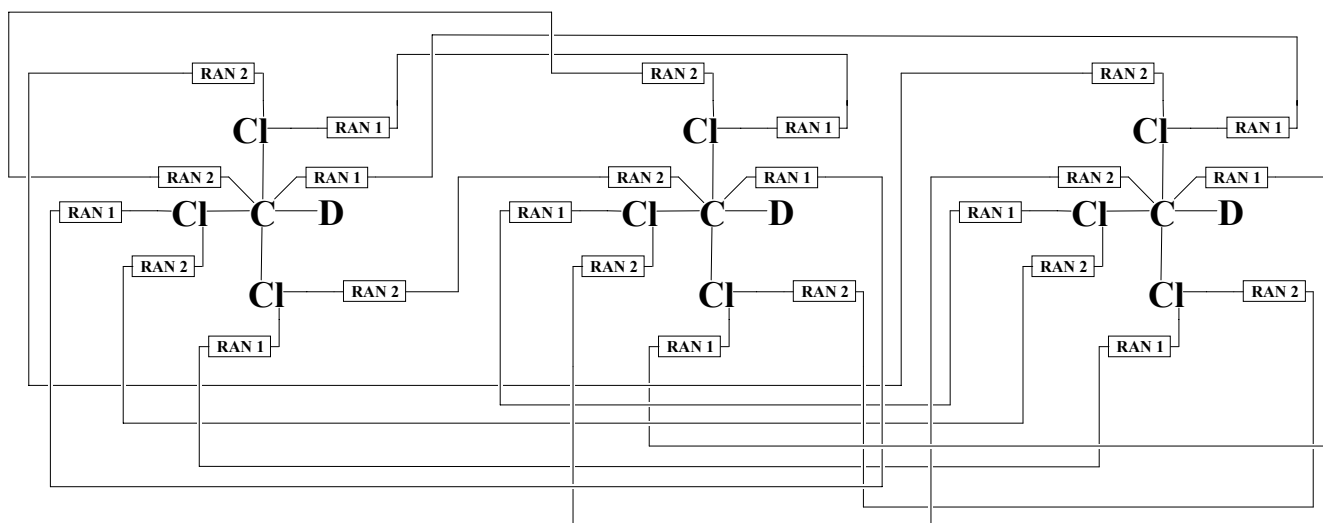 RAN 2 RAN 2 RAN 2
Cl RAN 1 Cl RAN 1 Cl RAN 1
RAN 2 RAN 1 RAN 2 RAN 1 RAN 2 RAN 1
RAN 1 Cl C D RAN 1 Cl C D RAN 1 Cl C D
RAN 2 RAN 2 RAN 2
Cl RAN 2 Cl RAN 2 Cl RAN 2
RAN 1 RAN 1 RAN 1